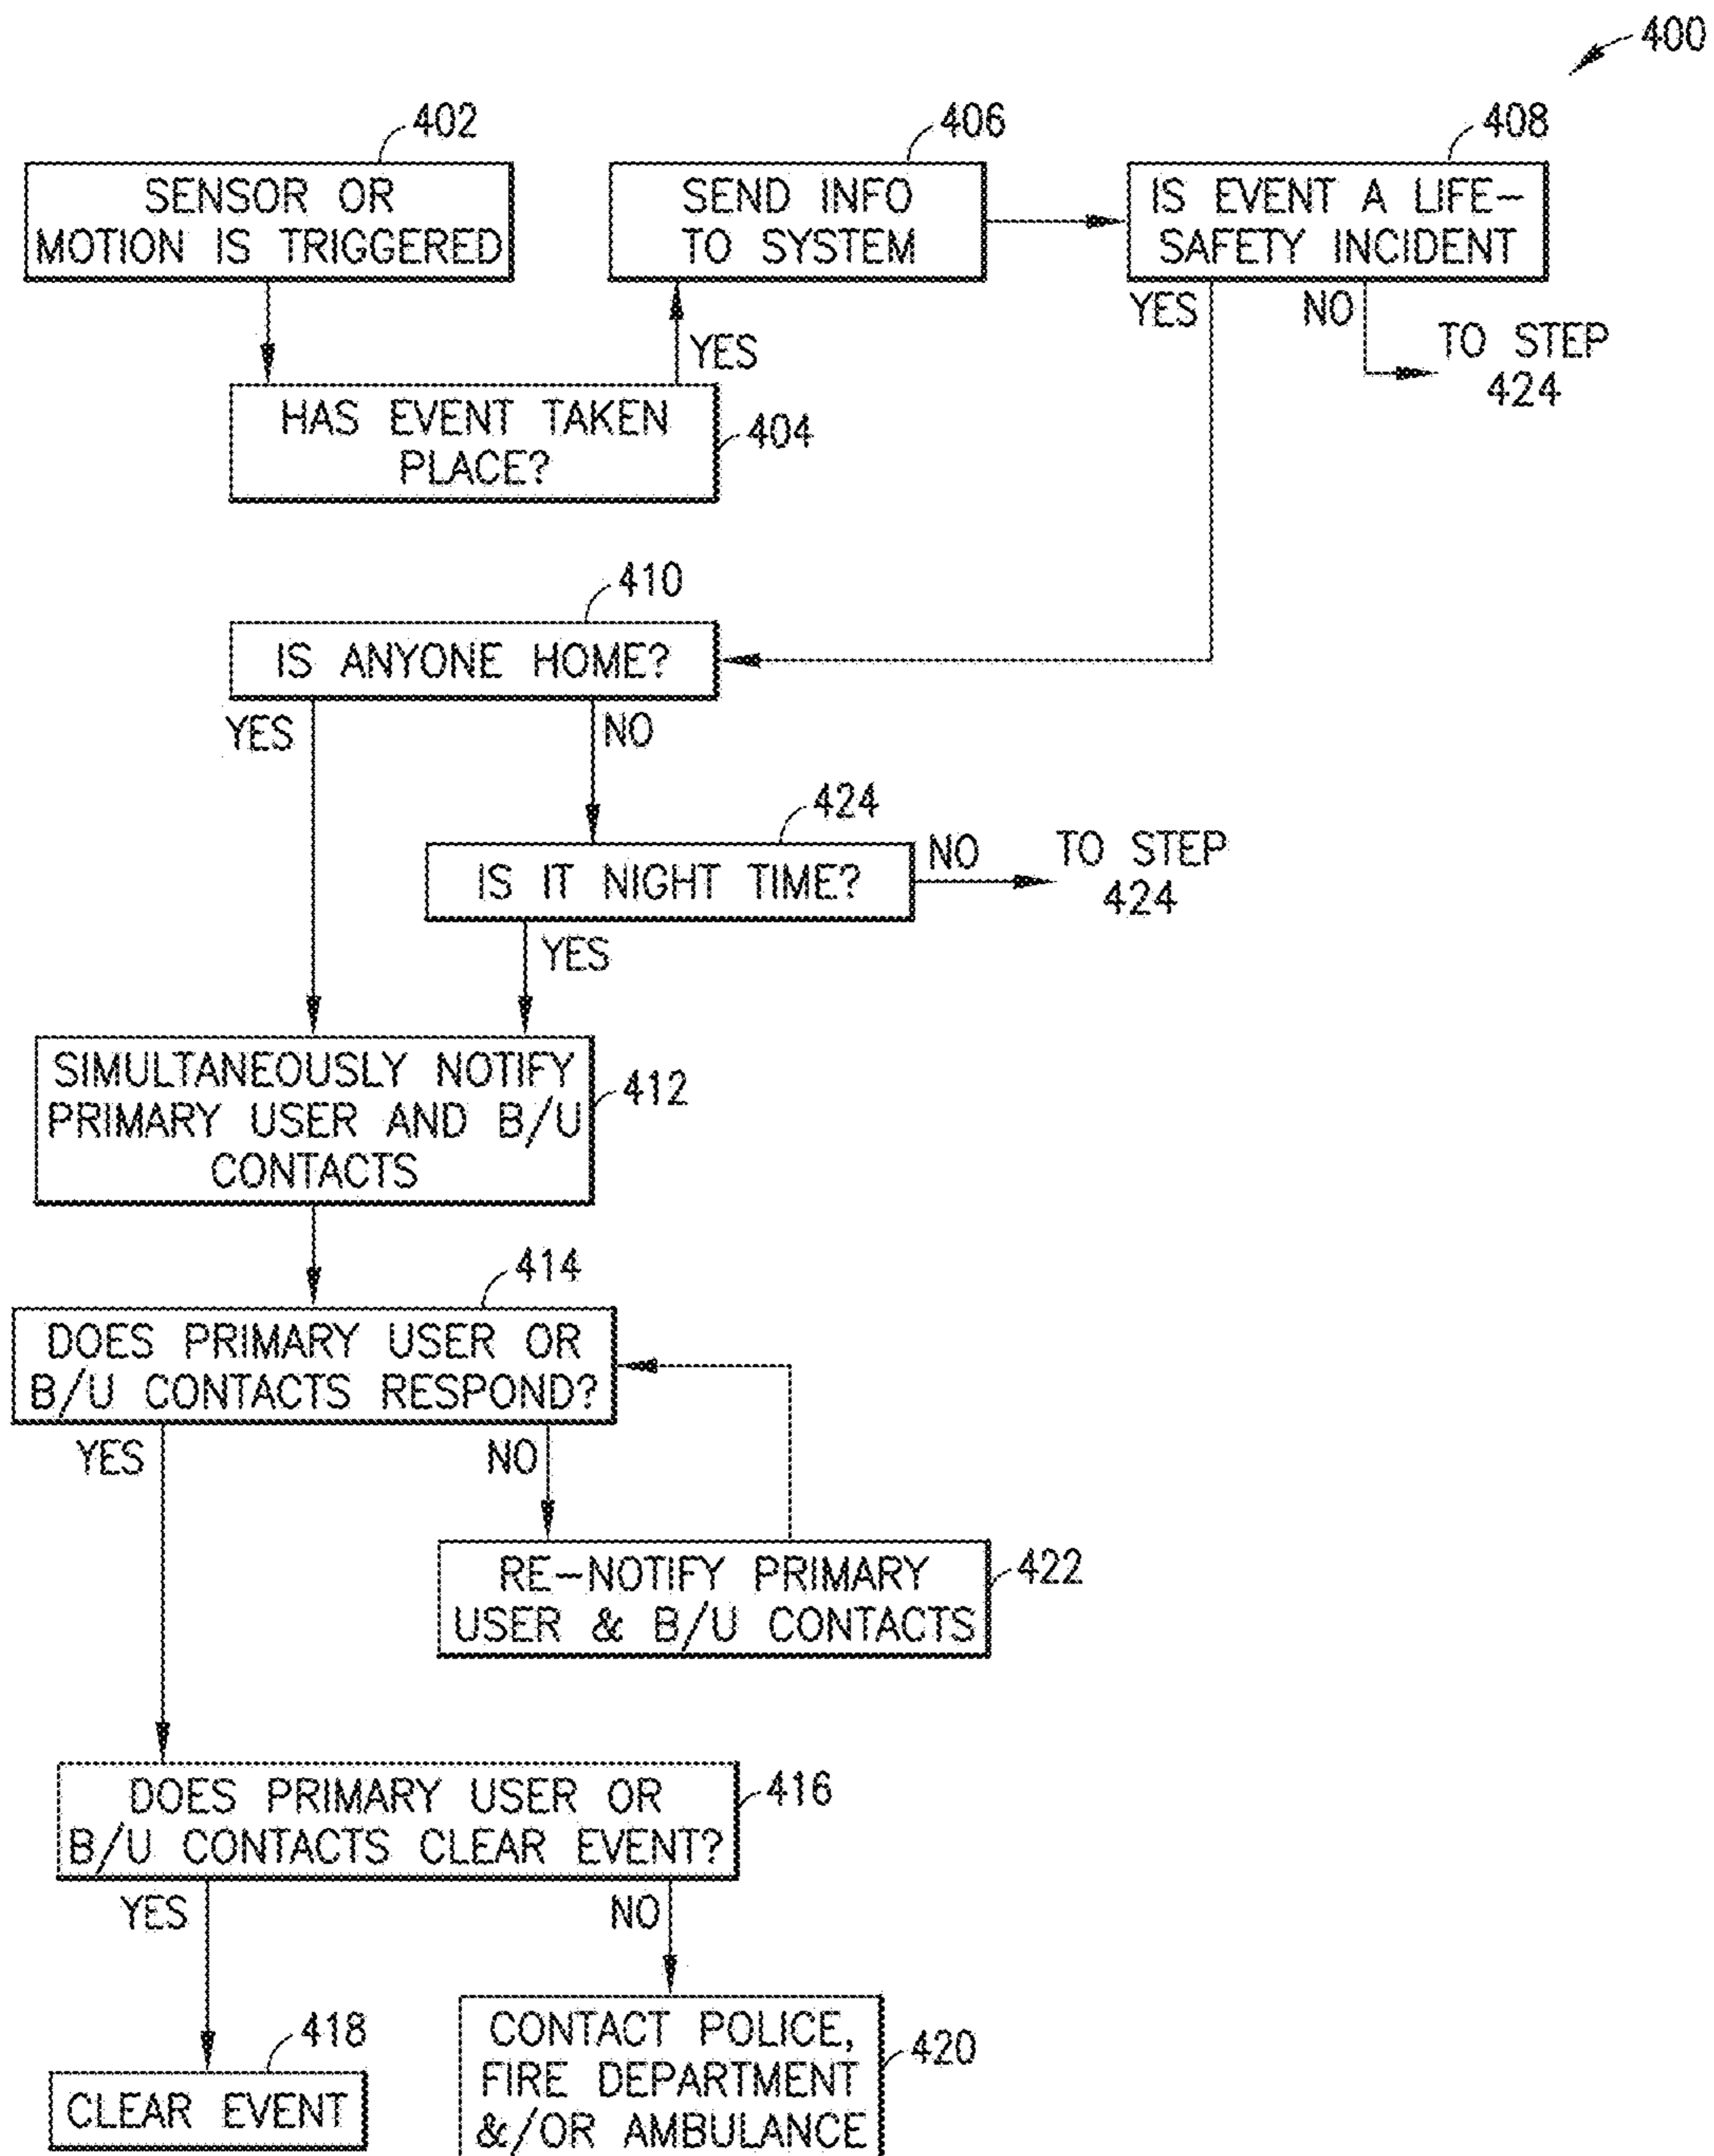 400
402
SENSOR OR
MOTION IS TRIGGERED
406
SEND INFO
TO SYSTEM
408
IS EVENT A LIFE-
SAFETY INCIDENT
YES
NO
TO STEP
424
YES
HAS EVENT TAKEN
PLACE?
404
410
IS ANYONE HOME?
YES
NO
424
IS IT NIGHT TIME?
NO
TO STEP
424
YES
SIMULTANEOUSLY NOTIFY
PRIMARY USER AND B/U
CONTACTS
412
414
DOES PRIMARY USER OR
B/U CONTACTS RESPOND?
YES
NO
RE-NOTIFY PRIMARY
USER & B/U CONTACTS
422
DOES PRIMARY USER OR
B/U CONTACTS CLEAR EVENT?
416
YES
NO
418
CLEAR EVENT
CONTACT POLICE,
FIRE DEPARTMENT
&/OR AMBULANCE
420